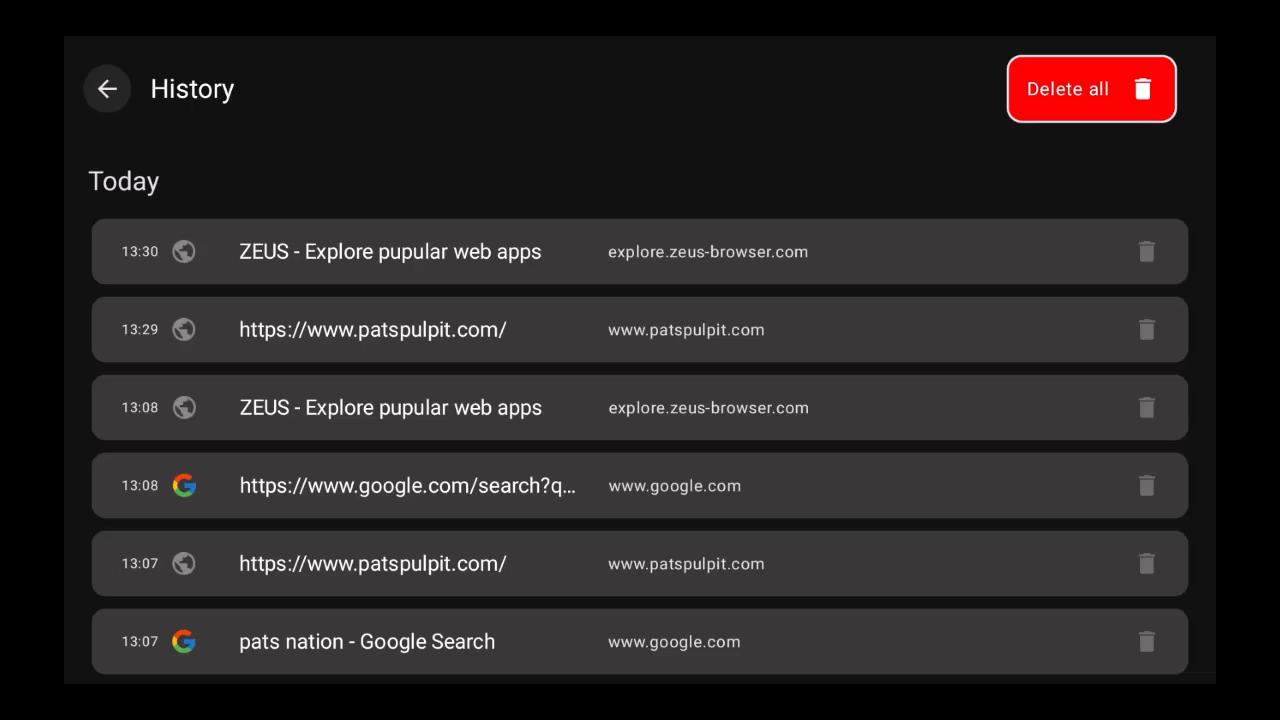 History
Delete all
Today
13:30 ZEUS - Explore pupular web apps explore.zeus-browser.com
13:29 https://www.patspulpit.com/ www.patspulpit.com
13:08 ZEUS - Explore pupular web apps explore.zeus-browser.com
13:08 https://www.google.com/search?q... www.google.com
13:07 https://www.patspulpit.com/ www.patspulpit.com
13:07 pats nation - Google Search www.google.com